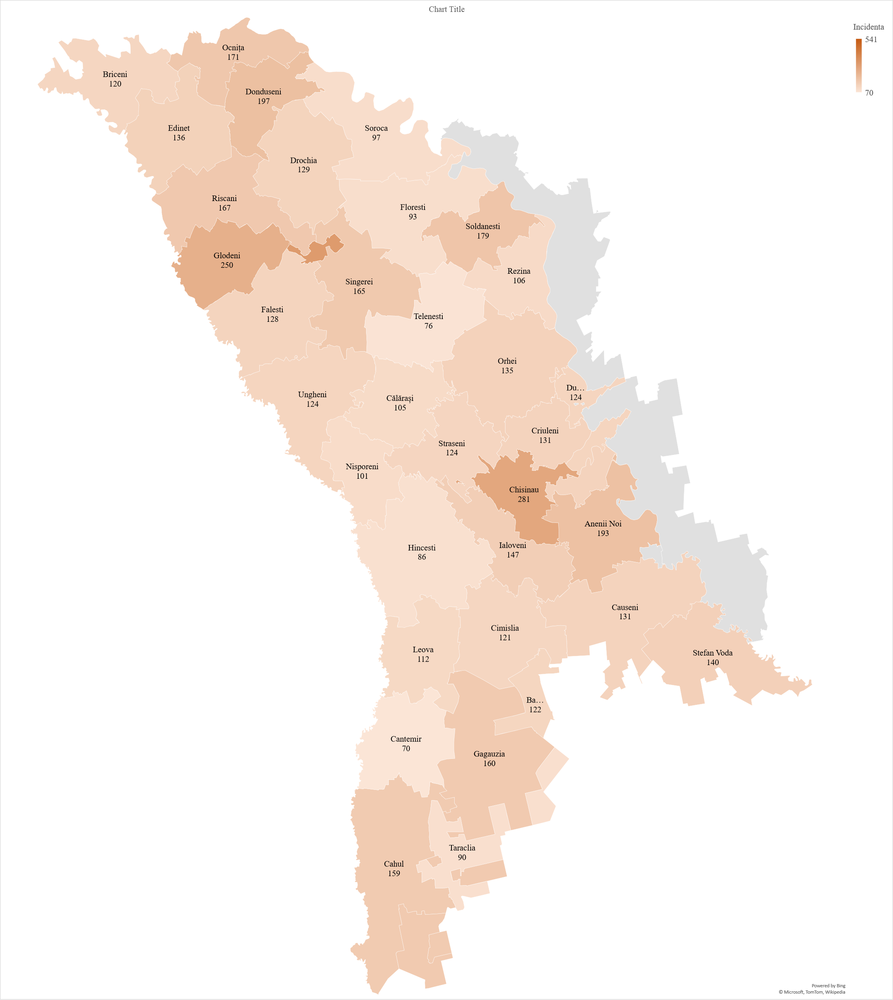 Chart Title
Incidenta
541
70
Ocnița
171
Briceni
120
Donduseni
197
Edinet
136
Soroca
97
Drochia
129
Riscani
167
Floresti
93
Soldanesti
179
Glodeni
250
Rezina
106
Singerei
165
Falesti
128
Telenesti
76
Orhei
135
Du...
124
Ungheni
124
Călărași
105
Criuleni
131
Straseni
124
Nisporeni
101
Chisinau
281
Anenii Noi
193
Hincesti
86
Ialoveni
147
Causeni
131
Cimislia
121
Leova
112
Stefan Voda
140
Ba...
122
Cantemir
70
Gagauzia
160
Taraclia
90
Cahul
159
Powered by Bing
© Microsoft, TomTom, Wikipedia